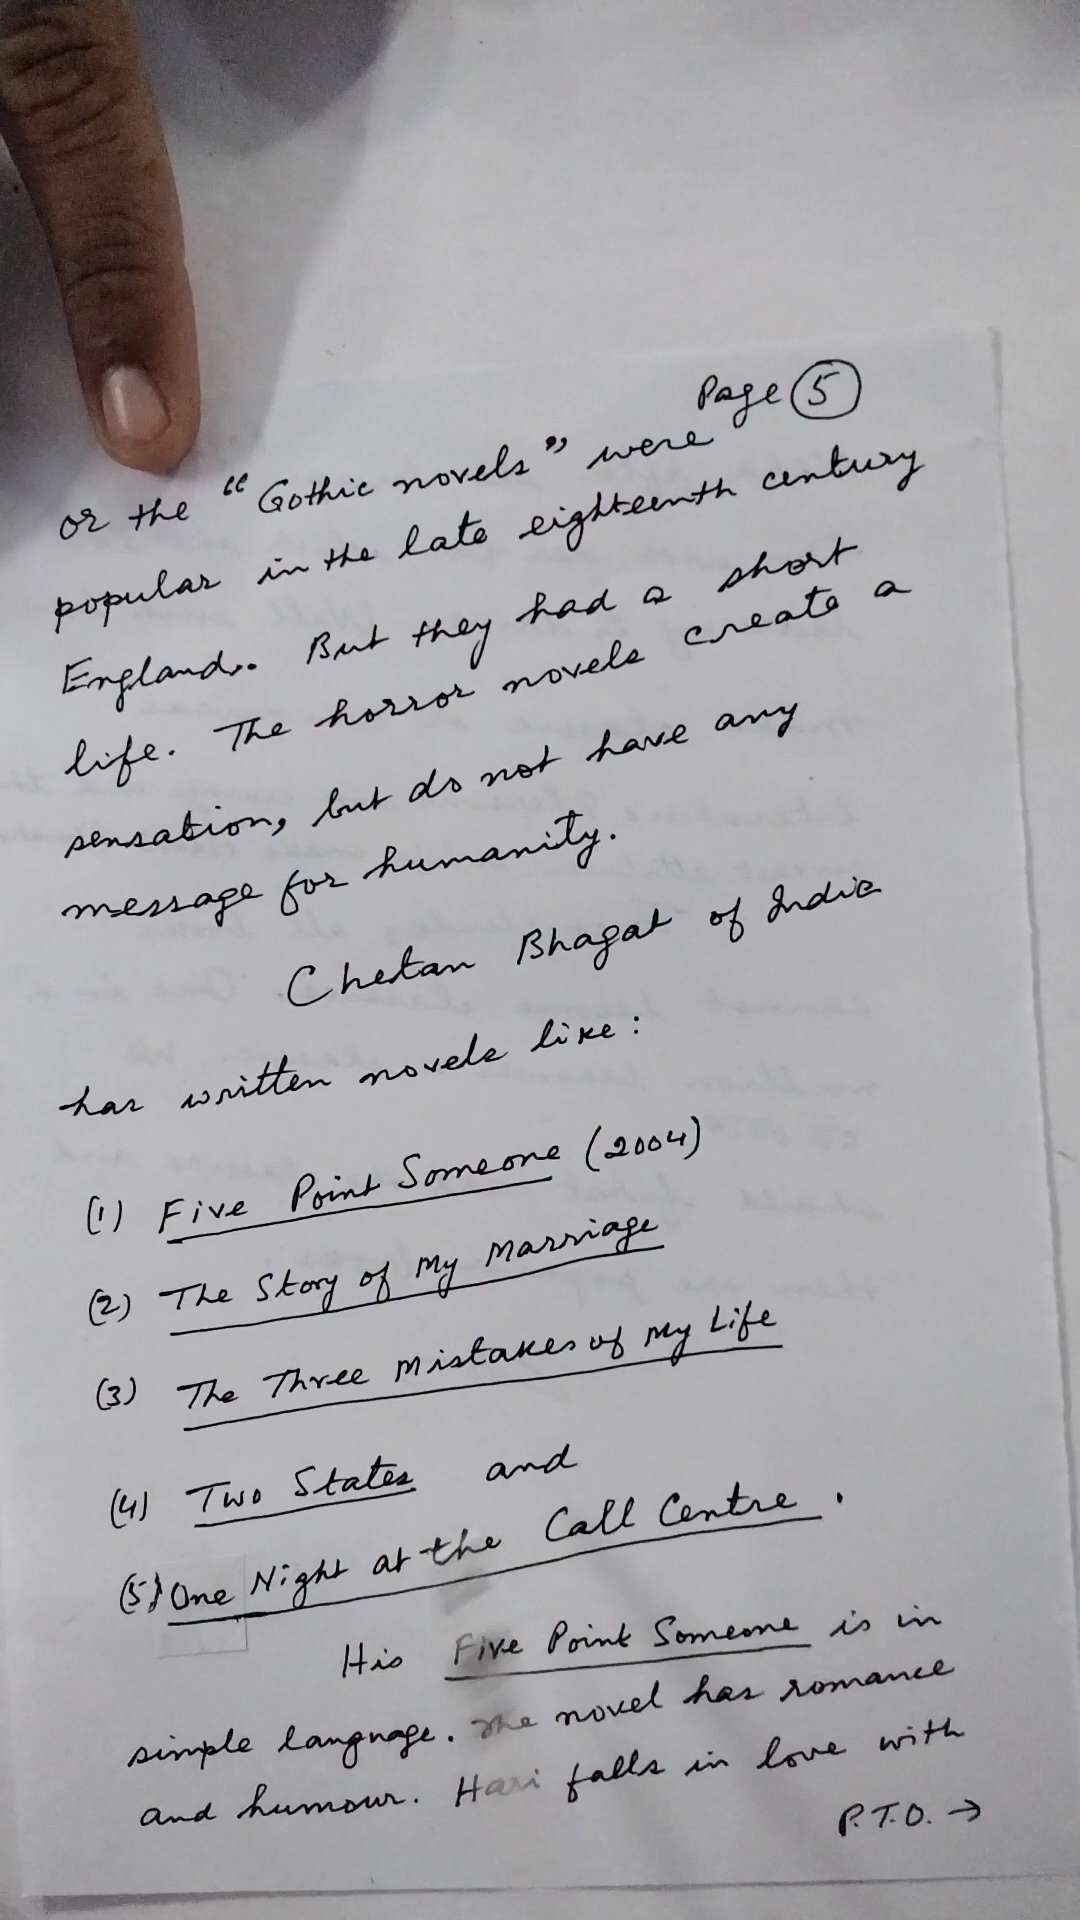 Page 5
or the "Gothic novels" were
popular in the late eighteenth century
England. But they had a short
life. The horror novels create a
sensation, but do not have any
message for humanity.
Chetan Bhagat of India
has written novels like:
(1) Five Point Someone (2004)
(2) The Story of My Marriage
(3) The Three Mistakes of My Life
(4) Two States and
(5) One Night at the Call Centre.
His Five Point Someone is in
simple language. The novel has romance
and humour. Hari falls in love with
P.T.O. →